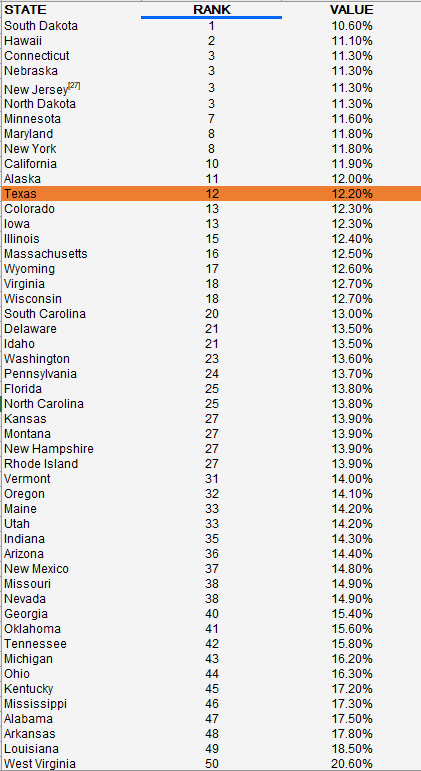 STATE RANK VALUE
South Dakota 1 10.60%
Hawaii 2 11.10%
Connecticut 3 11.30%
Nebraska 3 11.30%
New Jersey[27] 3 11.30%
North Dakota 3 11.30%
Minnesota 7 11.60%
Maryland 8 11.80%
New York 8 11.80%
California 10 11.90%
Alaska 11 12.00%
Texas 12 12.20%
Colorado 13 12.30%
Iowa 13 12.30%
Illinois 15 12.40%
Massachusetts 16 12.50%
Wyoming 17 12.60%
Virginia 18 12.70%
Wisconsin 18 12.70%
South Carolina 20 13.00%
Delaware 21 13.50%
Idaho 21 13.50%
Washington 23 13.60%
Pennsylvania 24 13.70%
Florida 25 13.80%
North Carolina 25 13.80%
Kansas 27 13.90%
Montana 27 13.90%
New Hampshire 27 13.90%
Rhode Island 27 13.90%
Vermont 31 14.00%
Oregon 32 14.10%
Maine 33 14.20%
Utah 33 14.20%
Indiana 35 14.30%
Arizona 36 14.40%
New Mexico 37 14.80%
Missouri 38 14.90%
Nevada 38 14.90%
Georgia 40 15.40%
Oklahoma 41 15.60%
Tennessee 42 15.80%
Michigan 43 16.20%
Ohio 44 16.30%
Kentucky 45 17.20%
Mississippi 46 17.30%
Alabama 47 17.50%
Arkansas 48 17.80%
Louisiana 49 18.50%
West Virginia 50 20.60%